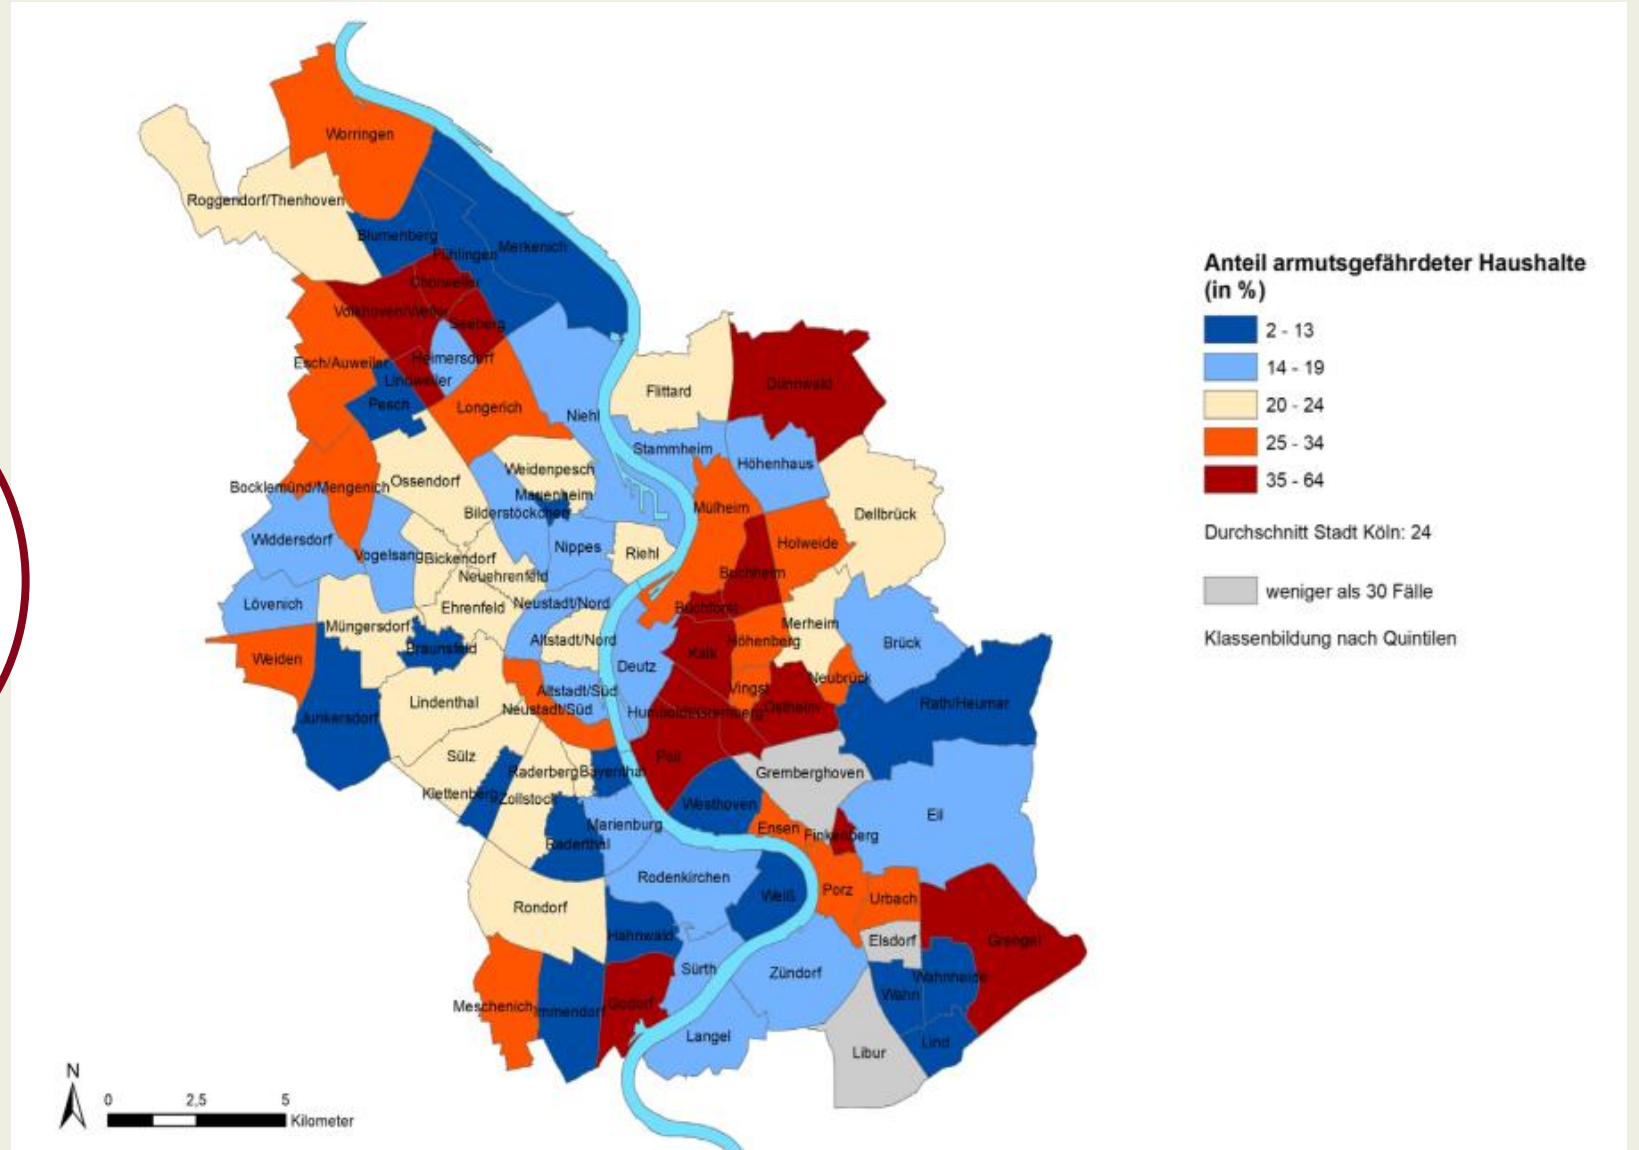 Worringen
Roggendorf/Thenhoven
Blumenberg
Fühlingen
Merkenich
Chorweiler
Volkhoven/Weiler
Seeberg
Heimersdorf
Esch/Auweiler
Lindweiler
Pesch
Longerich
Niehl
Flittard
Dünnwald
Stammheim
Höhenhaus
Weidenpesch
Ossendorf
Bocklemünd/Mengenich
Mauenheim
Bilderstöckchen
Mülheim
Dellbrück
Widdersdorf
Vogelsang
Bickendorf
Nippes
Riehl
Holweide
Neuehrenfeld
Buchheim
Lövenich
Ehrenfeld
Neustadt/Nord
Buchforst
Müngersdorf
Altstadt/Nord
Merheim
Höhenberg
Brück
Braunsfeld
Weiden
Kalk
Deutz
Neubrück
Vingst
Altstadt/Süd
Lindenthal
Neustadt/Süd
Humboldt/Gremberg
Ostheim
Rath/Heumar
Junkersdorf
Sülz
Poll
Raderberg
Bayenthal
Gremberghoven
Klettenberg
Zollstock
Westhoven
Eil
Marienburg
Ensen
Finkenberg
Raderthal
Rodenkirchen
Weiß
Porz
Urbach
Rondorf
Hahnwald
Elsdorf
Grengel
Sürth
Zündorf
Wahnheide
Wahn
Meschenich
Immendorf
Godorf
Langel
Lind
Libur
Anteil armutsgefährdeter Haushalte
(in %)
2 - 13
14 - 19
20 - 24
25 - 34
35 - 64
Durchschnitt Stadt Köln: 24
weniger als 30 Fälle
Klassenbildung nach Quintilen
N
0 2,5 5
Kilometer